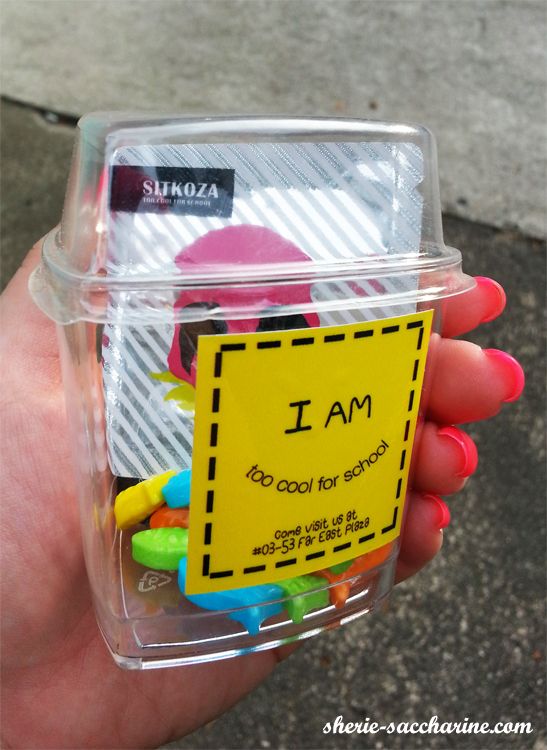 SITKOZA
TOO COOL FOR SCHOOL
I AM
too cool for school
come visit us at
#03-53 Far East Plaza
sherie-saccharine.com